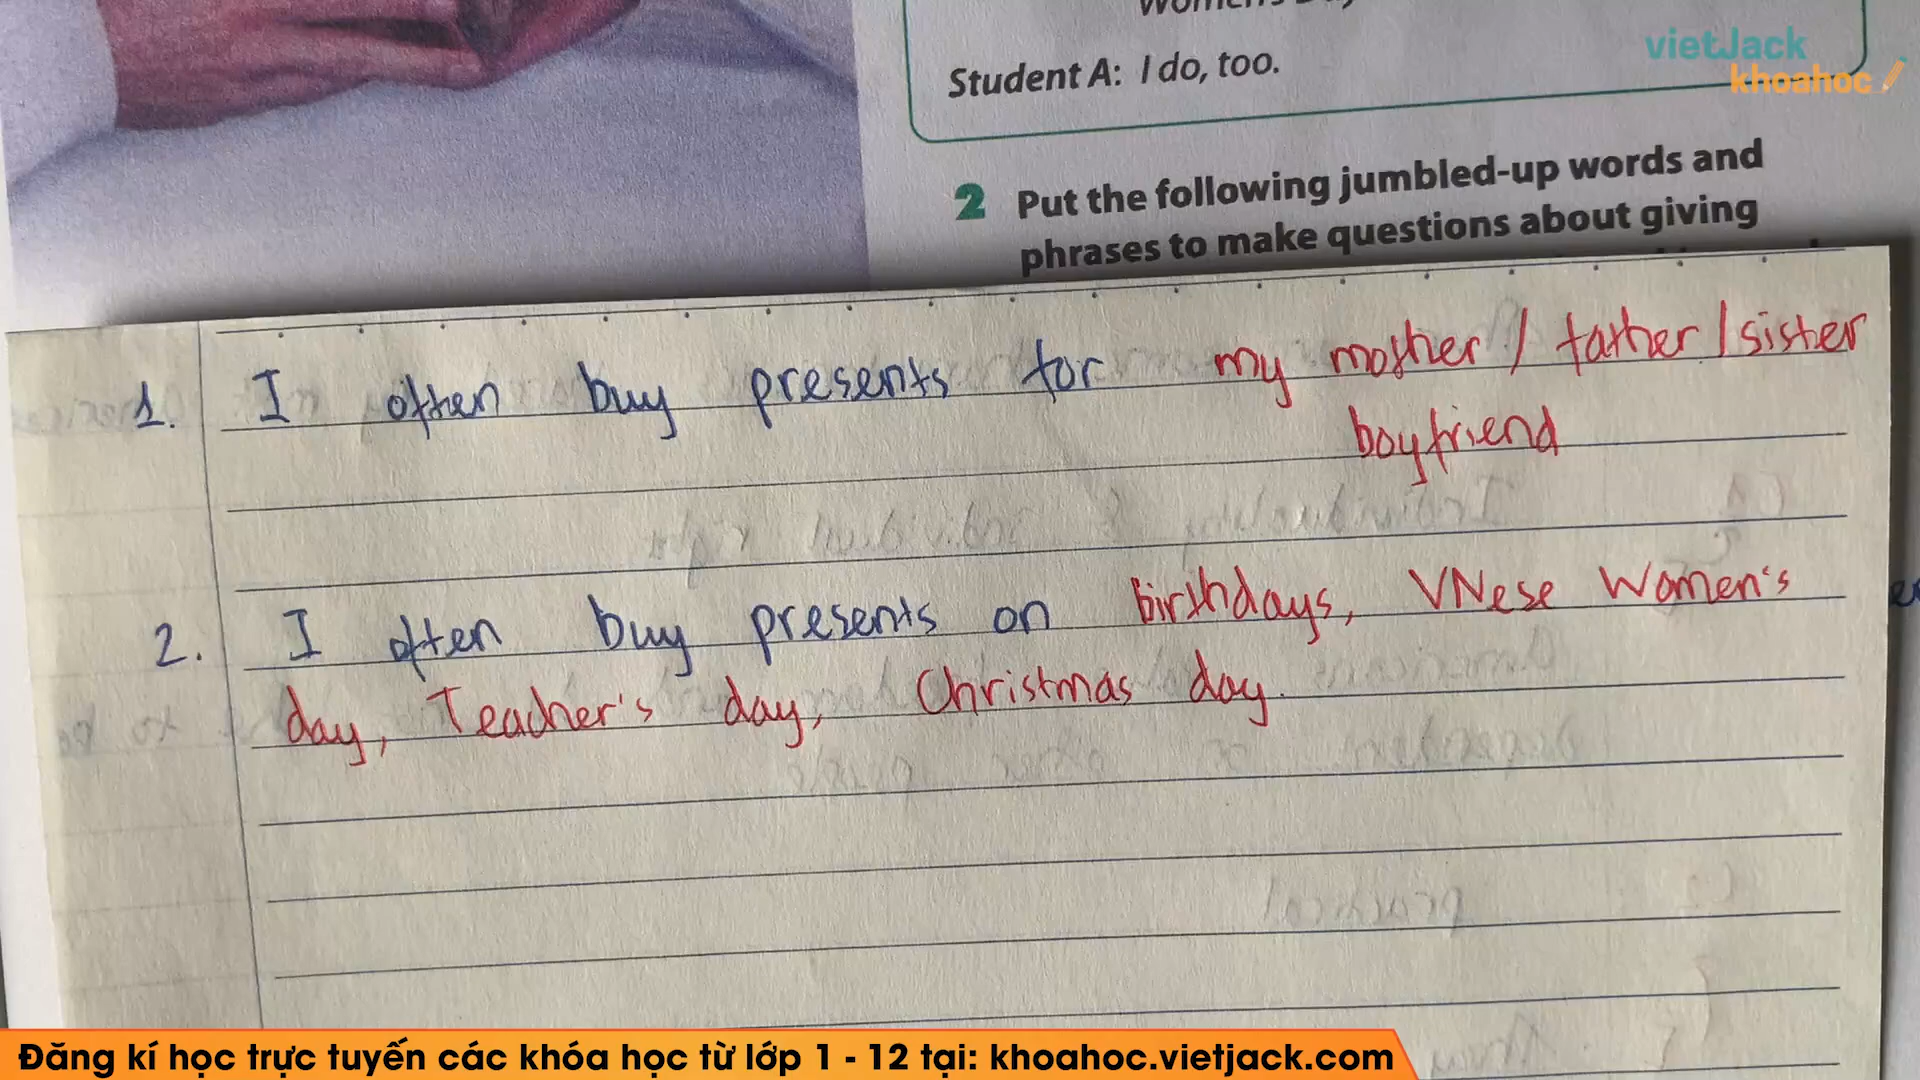 vietJack
khoahoc
Student A: I do, too.
2 Put the following jumbled-up words and
phrases to make questions about giving
1. I often buy presents for my mother / father / sister
boyfriend
2. I often buy presents on birthdays, VNese Women's
day, Teacher's day, Christmas day.
Đăng kí học trực tuyến các khóa học từ lớp 1 - 12 tại: khoahoc.vietjack.com